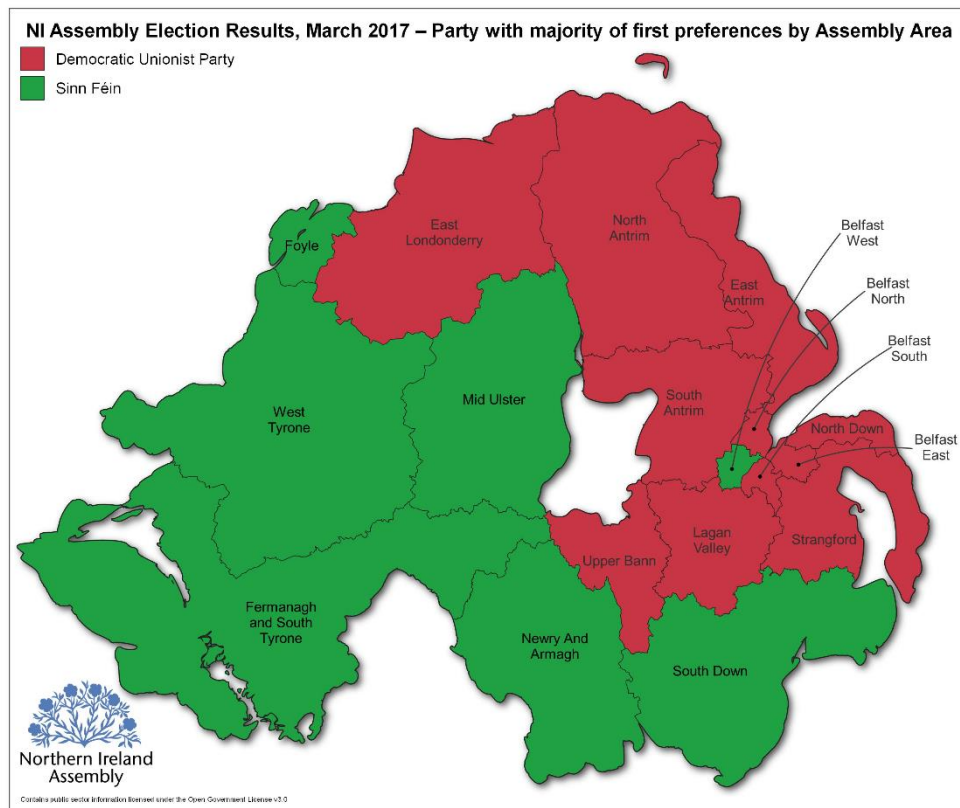 NI Assembly Election Results, March 2017 – Party with majority of first preferences by Assembly Area
Democratic Unionist Party
Sinn Féin
Foyle
East
Londonderry
North
Antrim
East
Antrim
Belfast
West
Belfast
North
Belfast
South
Belfast
East
West
Tyrone
Mid Ulster
South
Antrim
North Down
Upper Bann
Lagan
Valley
Strangford
Fermanagh
and South
Tyrone
Newry And
Armagh
South Down
Northern Ireland
Assembly
Contains public sector information licensed under the Open Government License v3.0